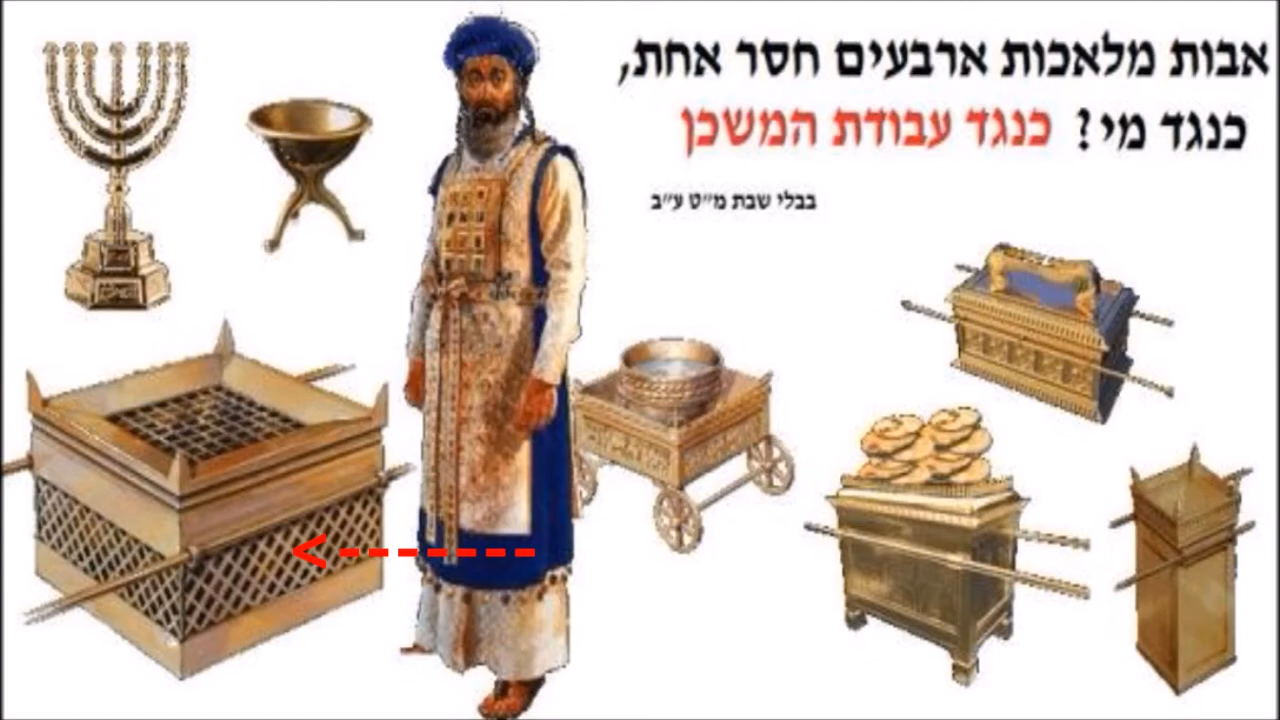 אבות מלאכות ארבעים חסר אחת,
כנגד מי? כנגד עבודת המשכן
בבלי שבת מ״ט ע״ב